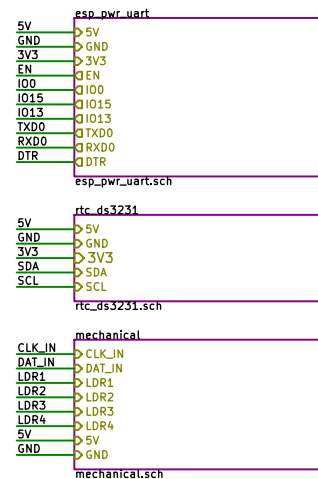 esp_pwr_uart
5V 5V
GND GND
3V3 3V3
EN EN
IO0 IO0
IO15 IO15
IO13 IO13
TXD0 TXD0
RXD0 RXD0
DTR DTR
esp_pwr_uart.sch
rtc_ds3231
5V 5V
GND GND
3V3 3V3
SDA SDA
SCL SCL
rtc_ds3231.sch
mechanical
CLK_IN CLK_IN
DAT_IN DAT_IN
LDR1 LDR1
LDR2 LDR2
LDR3 LDR3
LDR4 LDR4
5V 5V
GND GND
mechanical.sch